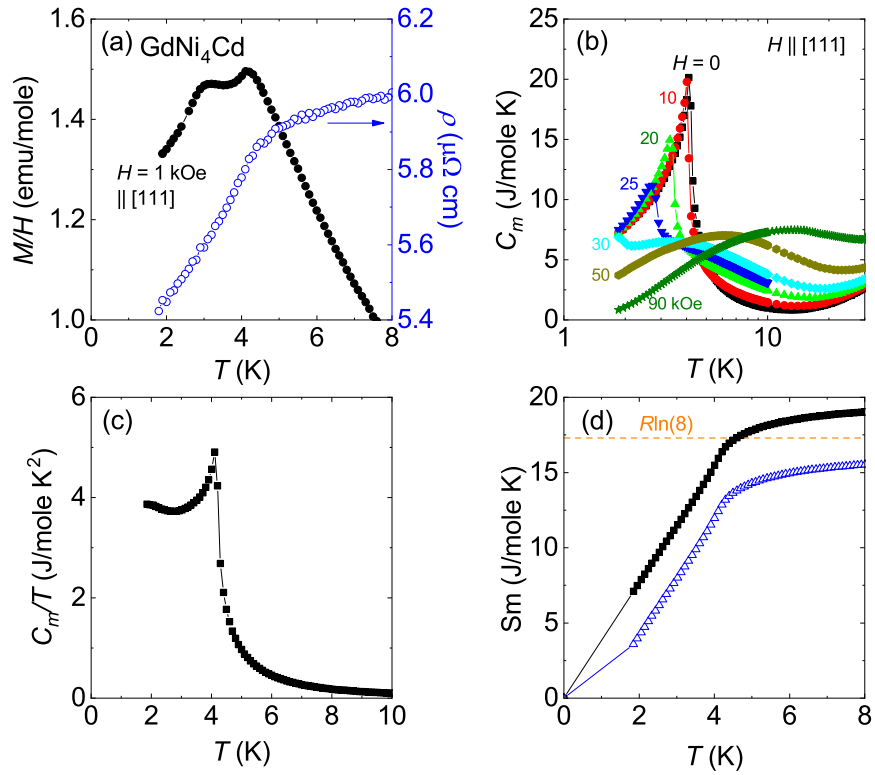 (a) GdNi₄Cd
H = 1 kOe
|| [111]
1.6
1.4
1.2
1.0
M/H (emu/mole)
0 2 4 6 8
T (K)
6.2
6.0
5.8
5.6
5.4
ρ (μΩ cm)
(b) H || [111]
H = 0
10
20
25
30
50
90 kOe
25
20
15
10
5
0
C_m (J/mole K)
1 10
T (K)
(c)
6
4
2
0
C_m/T (J/mole K²)
0 2 4 6 8 10
T (K)
(d) Rln(8)
20
15
10
5
0
Sm (J/mole K)
0 2 4 6 8
T (K)